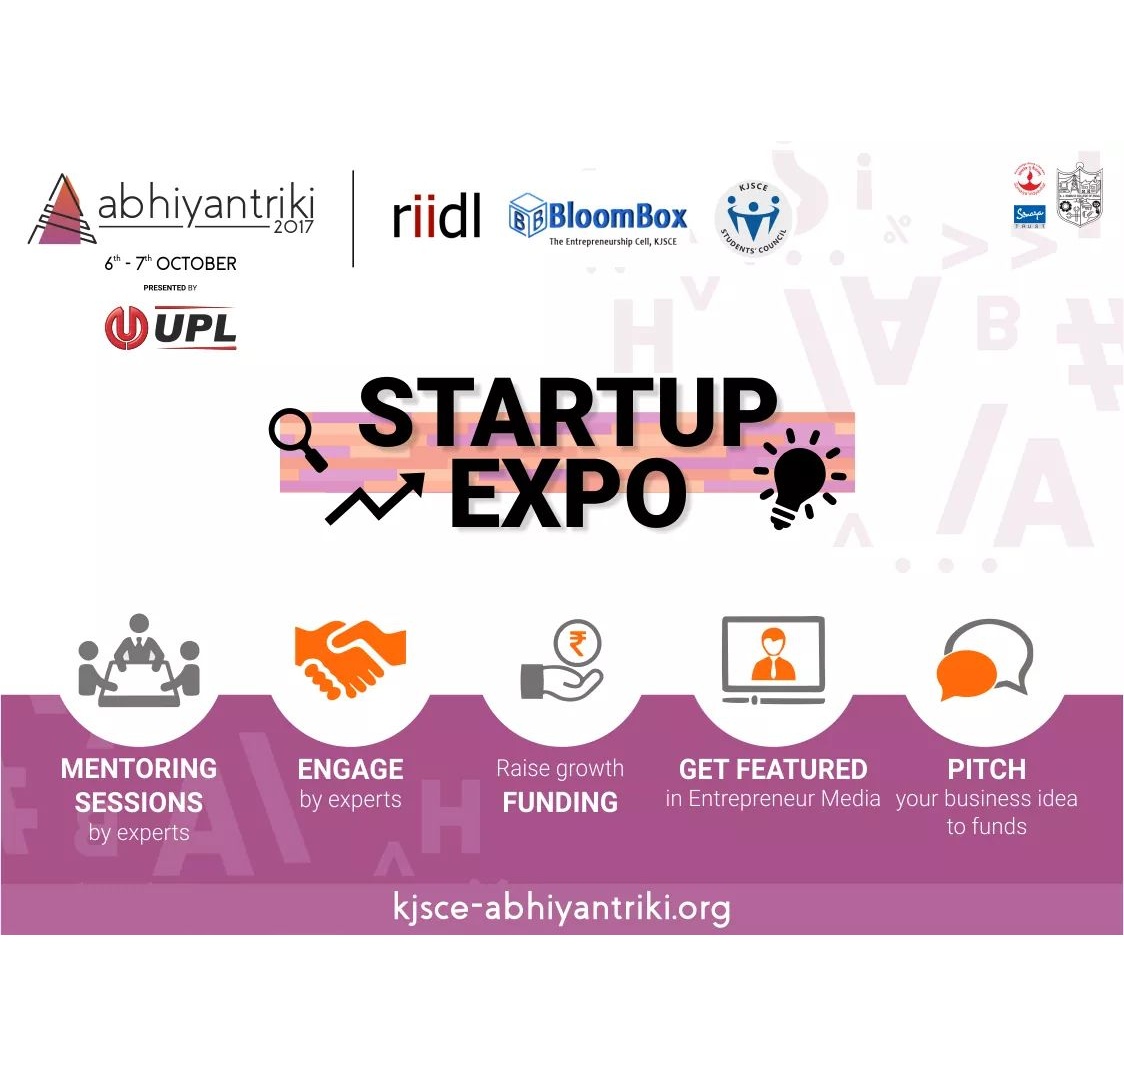 abhiyantriki
2017
6th - 7th OCTOBER
PRESENTED BY
UPL
riidl
BloomBox
The Entrepreneurship Cell, KJSCE
KJSCE
STUDENTS' COUNCIL
Somaiya
TRUST
STARTUP
EXPO
MENTORING
SESSIONS
by experts
ENGAGE
by experts
Raise growth
FUNDING
GET FEATURED
in Entrepreneur Media
PITCH
your business idea
to funds
kjsce-abhiyantriki.org